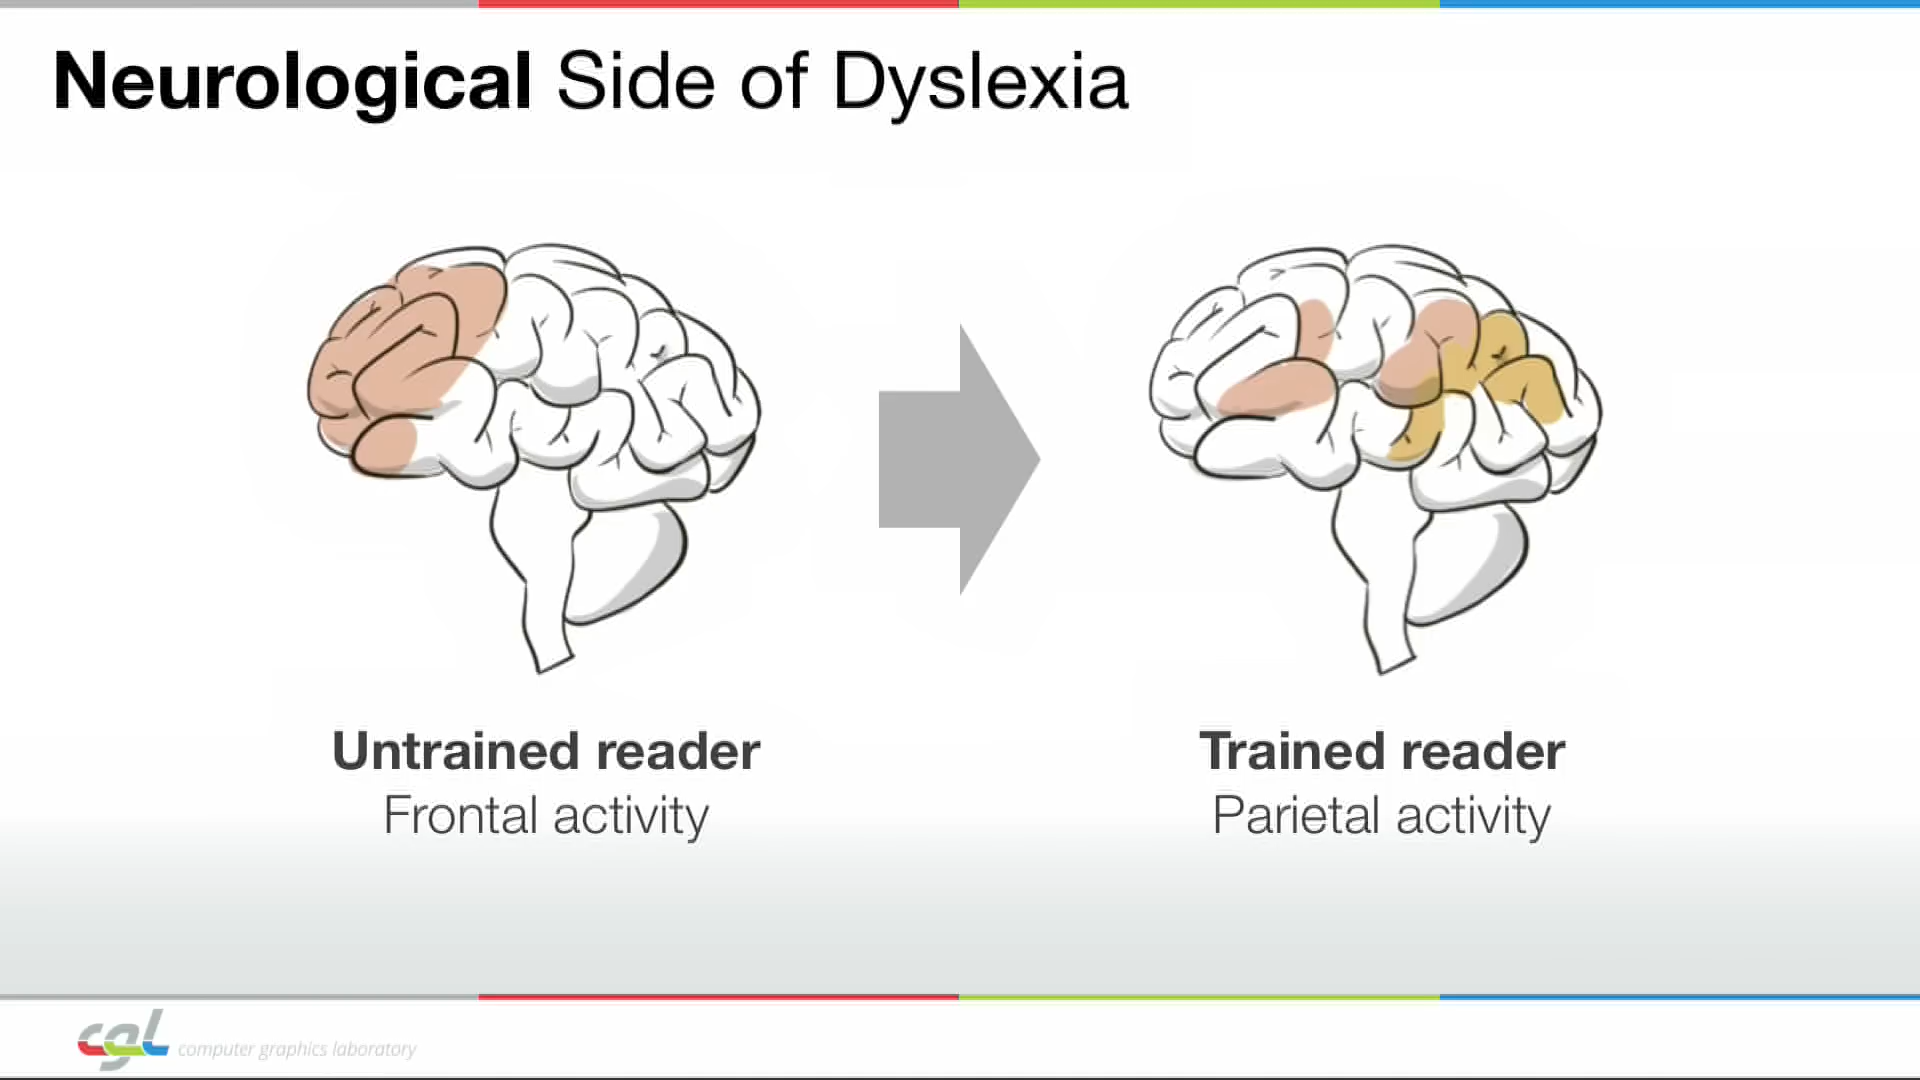 Neurological Side of Dyslexia
Untrained reader
Frontal activity
Trained reader
Parietal activity
cgl computer graphics laboratory